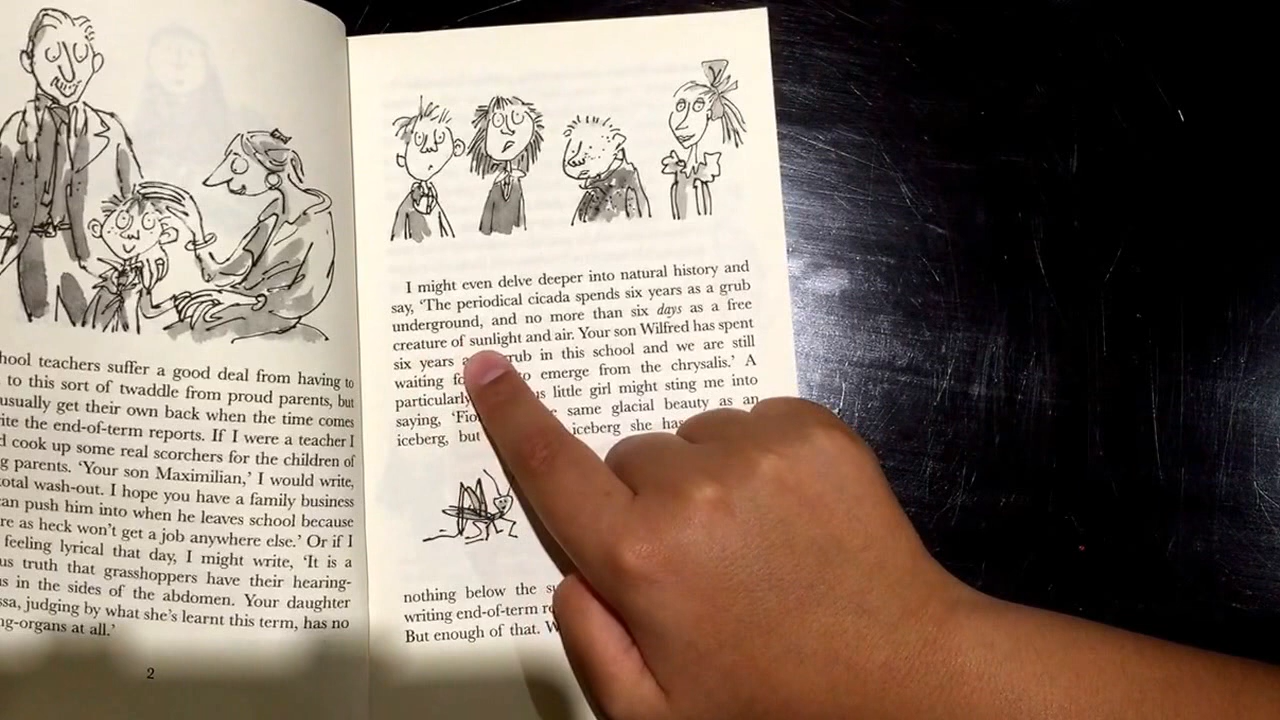 hool teachers suffer a good deal from having to
to this sort of twaddle from proud parents, but
usually get their own back when the time comes
ite the end-of-term reports. If I were a teacher I
d cook up some real scorchers for the children of
g parents. ‘Your son Maximilian,’ I would write,
total wash-out. I hope you have a family business
can push him into when he leaves school because
re as heck won’t get a job anywhere else.’ Or if I
feeling lyrical that day, I might write, ‘It is a
us truth that grasshoppers have their hearing-
s in the sides of the abdomen. Your daughter
ssa, judging by what she’s learnt this term, has no
ng-organs at all.’
2
I might even delve deeper into natural history and
say, ‘The periodical cicada spends six years as a grub
underground, and no more than six days as a free
creature of sunlight and air. Your son Wilfred has spent
six years a rub in this school and we are still
waiting fo to emerge from the chrysalis.’ A
particularly us little girl might sting me into
saying, ‘Fio same glacial beauty as an
iceberg, but iceberg she has
nothing below the su
writing end-of-term re
But enough of that. W